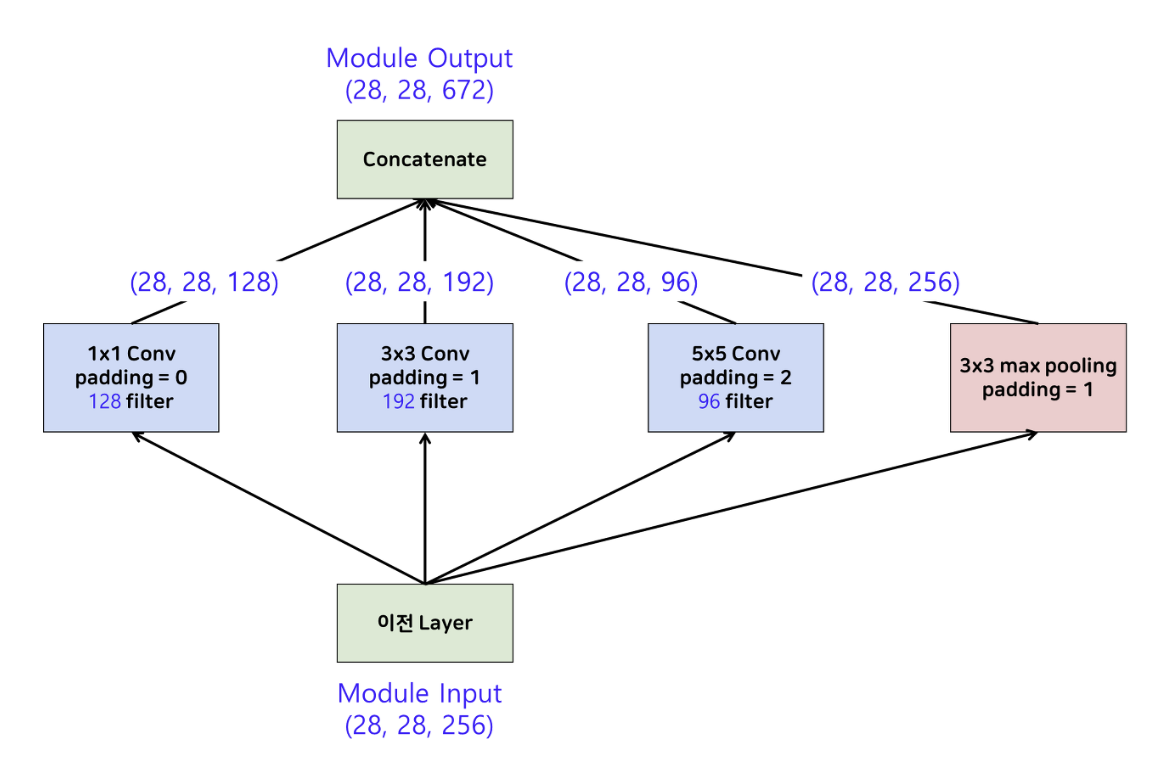 Module Output
(28, 28, 672)
Concatenate
(28, 28, 128)
(28, 28, 192)
(28, 28, 96)
(28, 28, 256)
1x1 Conv
padding = 0
128 filter
3x3 Conv
padding = 1
192 filter
5x5 Conv
padding = 2
96 filter
3x3 max pooling
padding = 1
이전 Layer
Module Input
(28, 28, 256)